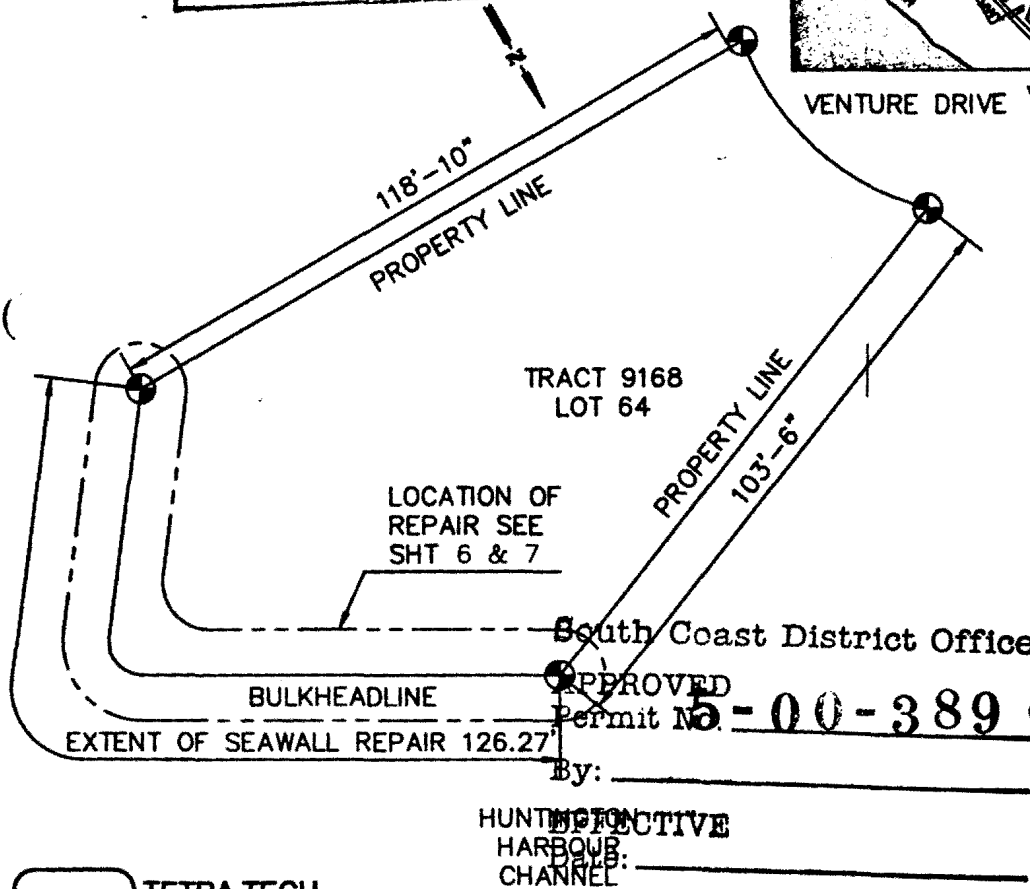 N
VENTURE DRIVE
118'-10"
PROPERTY LINE
TRACT 9168
LOT 64
PROPERTY LINE
103'-6"
LOCATION OF
REPAIR SEE
SHT 6 & 7
South Coast District Office
APPROVED
Permit No. 5-00-389
BULKHEADLINE
EXTENT OF SEAWALL REPAIR 126.27'
By:
EFFECTIVE
Date:
HUNTINGTON
HARBOUR
CHANNEL
TETRA TECH